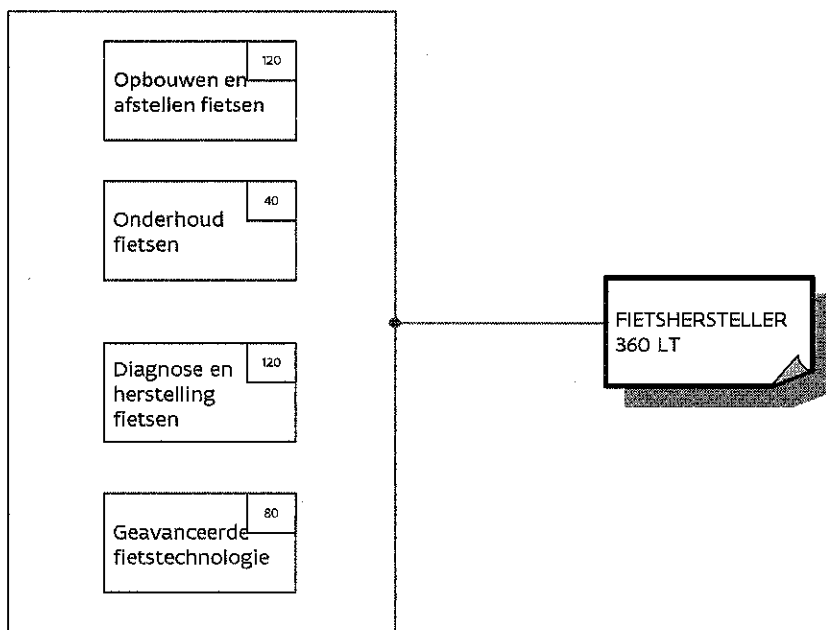 120
Opbouwen en
afstellen fietsen
40
Onderhoud
fietsen
120
Diagnose en
herstelling
fietsen
80
Geavanceerde
fietstechnologie
FIETSHERSTELLER
360 LT